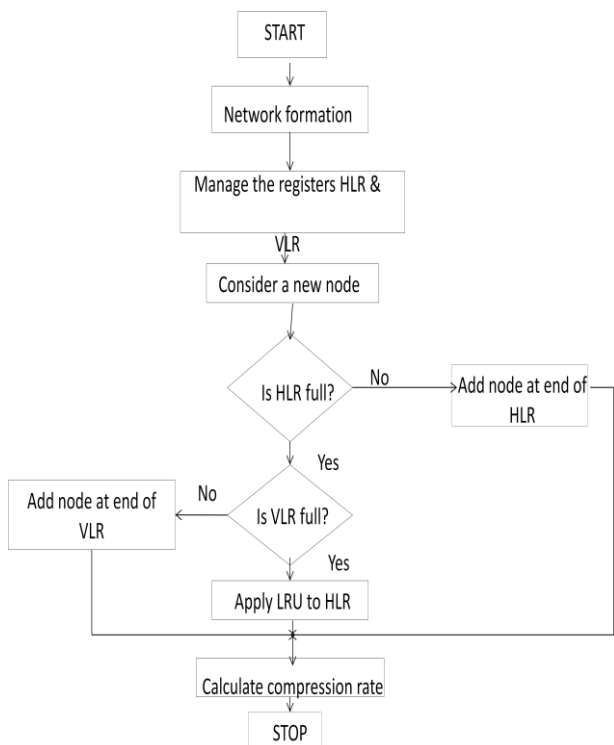 START
Network formation
Manage the registers HLR &
VLR
Consider a new node
Is HLR full?
No
Add node at end of
HLR
Yes
Is VLR full?
No
Add node at end of
VLR
Yes
Apply LRU to HLR
Calculate compression rate
STOP